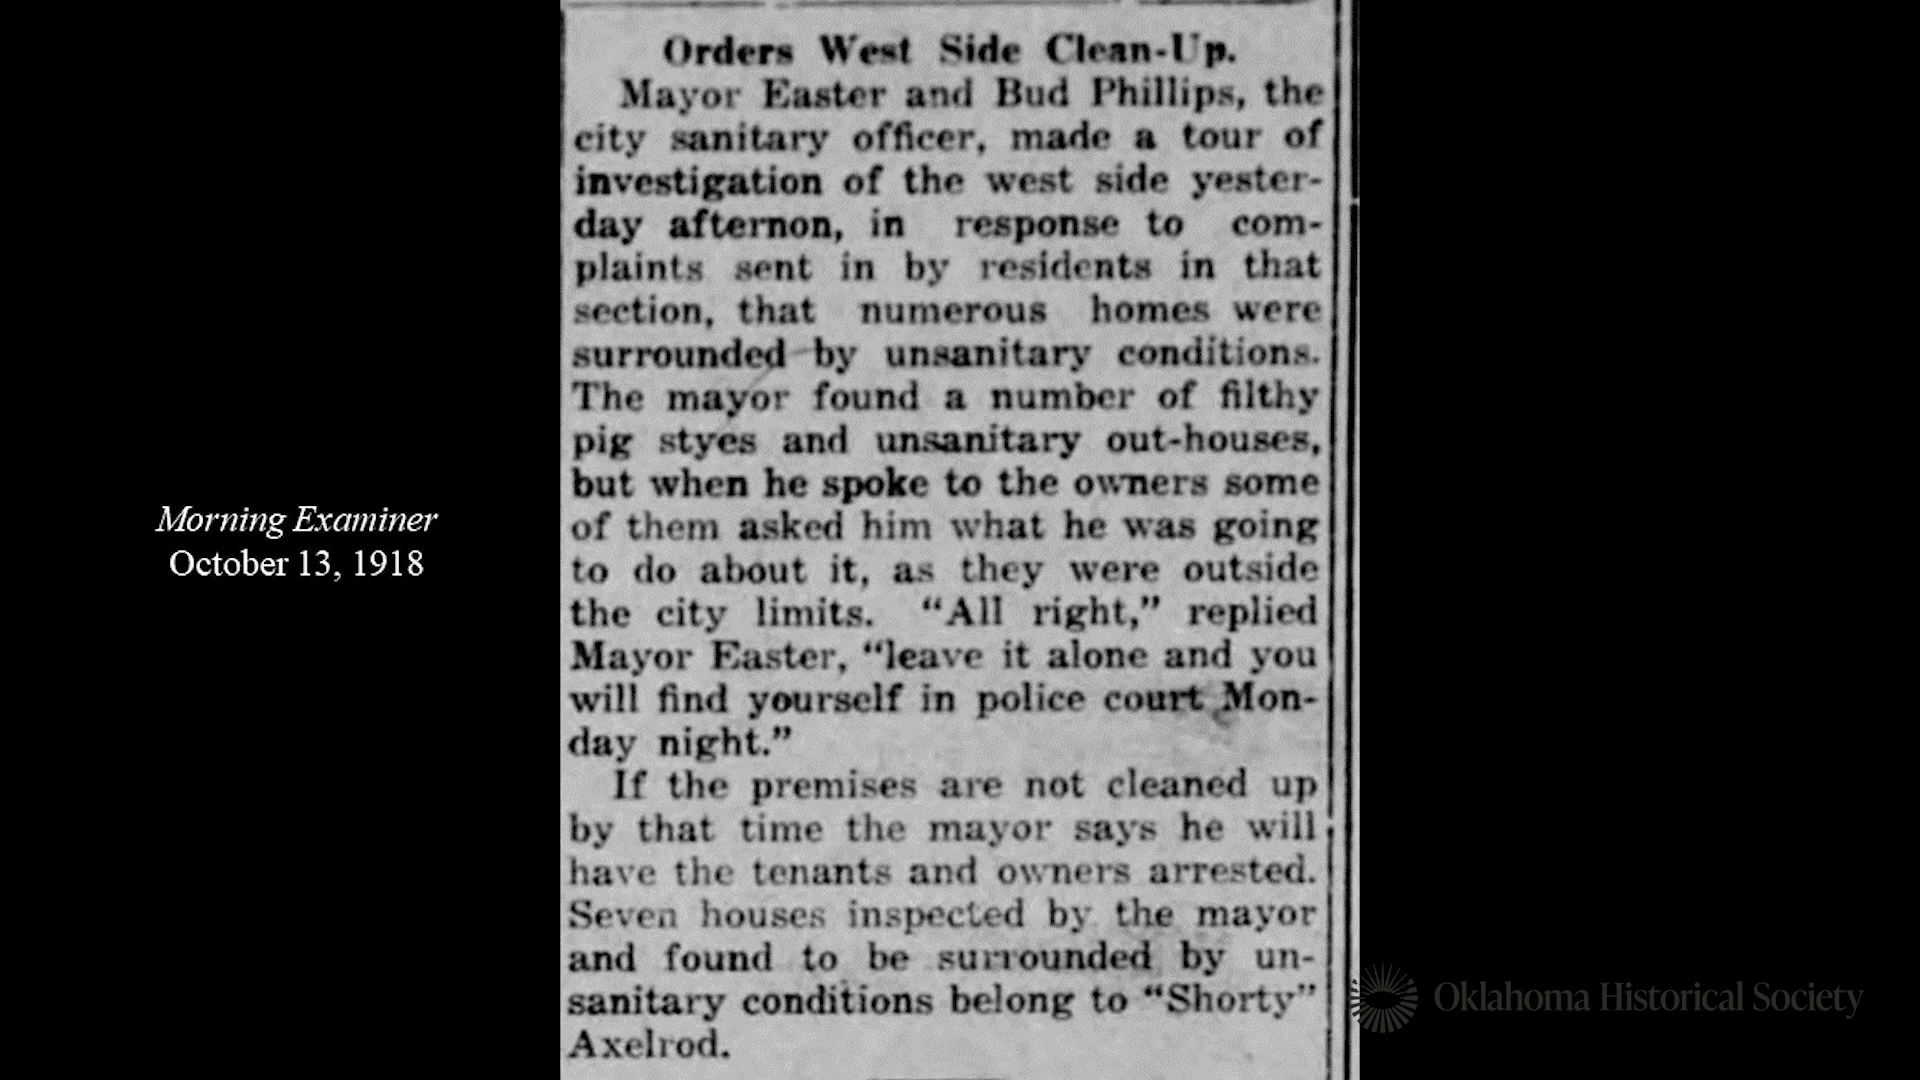 Orders West Side Clean-Up.
Mayor Easter and Bud Phillips, the
city sanitary officer, made a tour of
investigation of the west side yester-
day afternon, in response to com-
plaints sent in by residents in that
section, that numerous homes were
surrounded by unsanitary conditions.
The mayor found a number of filthy
pig styes and unsanitary out-houses,
but when he spoke to the owners some
of them asked him what he was going
to do about it, as they were outside
the city limits. "All right," replied
Mayor Easter, "leave it alone and you
will find yourself in police court Mon-
day night."
If the premises are not cleaned up
by that time the mayor says he will
have the tenants and owners arrested.
Seven houses inspected by the mayor
and found to be surrounded by un-
sanitary conditions belong to "Shorty"
Axelrod.
Morning Examiner
October 13, 1918
Oklahoma Historical Society